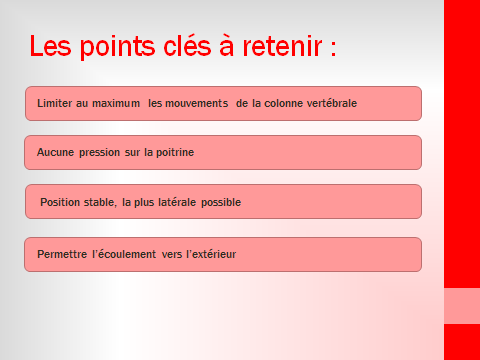 Les points clés à retenir :
Limiter au maximum les mouvements de la colonne vertébrale
Aucune pression sur la poitrine
Position stable, la plus latérale possible
Permettre l'écoulement vers l'extérieur